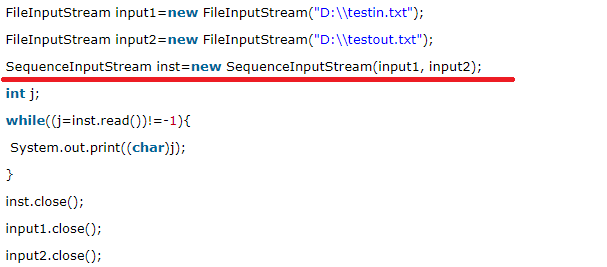 FileInputStream input1=new FileInputStream("D:\\testin.txt");
FileInputStream input2=new FileInputStream("D:\\testout.txt");
SequenceInputStream inst=new SequenceInputStream(input1, input2);
int j;
while((j=inst.read())!=-1){
System.out.print((char)j);
}
inst.close();
input1.close();
input2.close();